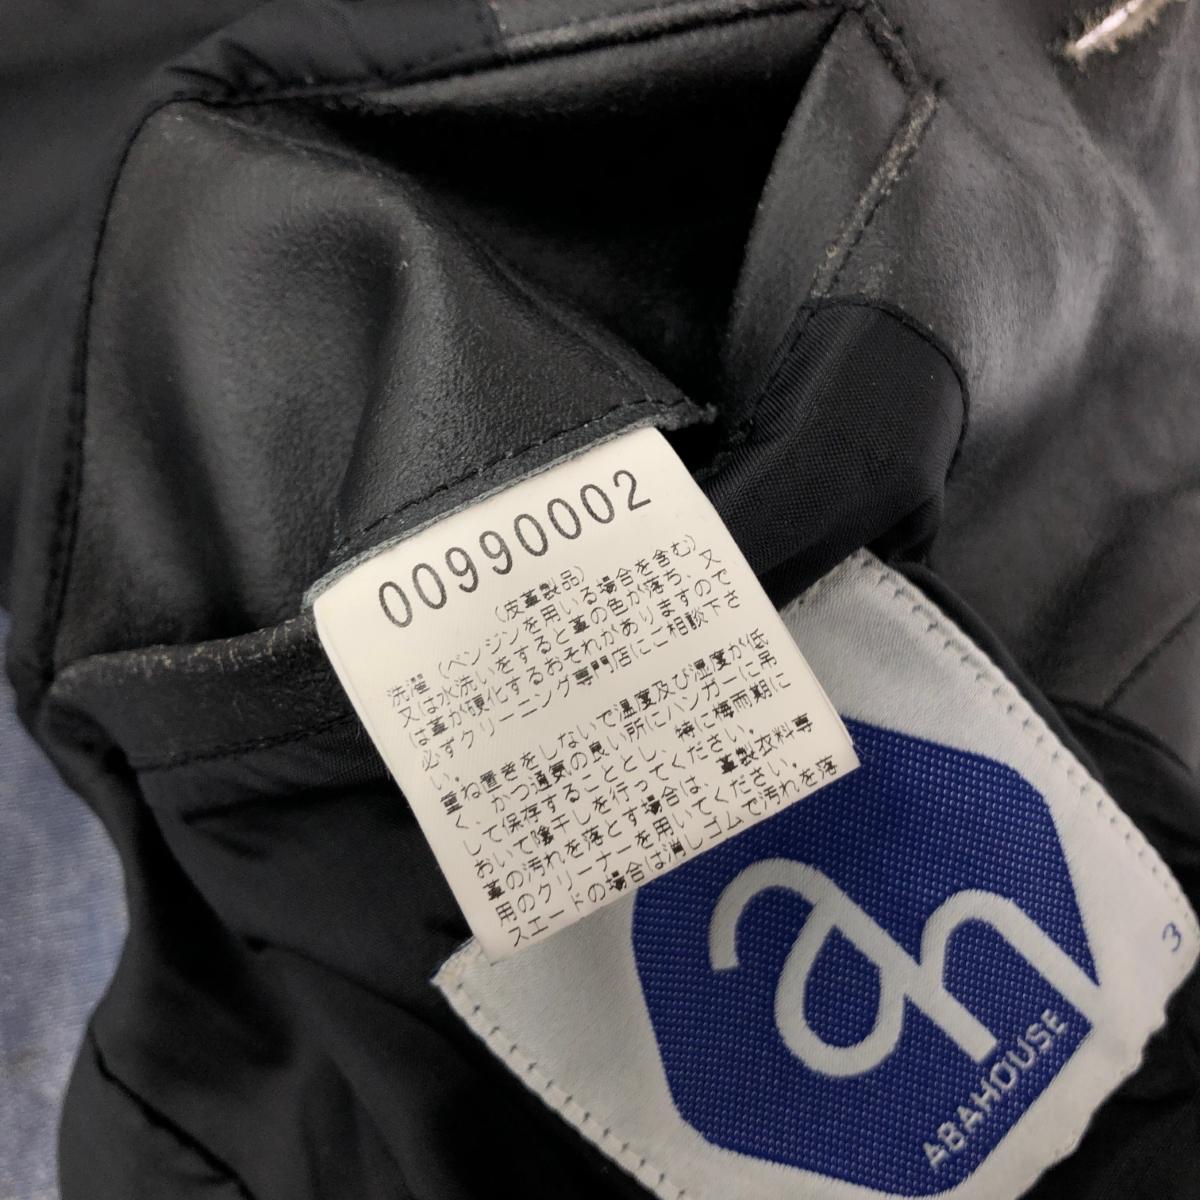 00990002
(皮革製品)
洗濯(ベンジンを用いる場合を含む)
又は水洗いをすると革の色が落ち、又
は革が硬化するおそれがありますので
必ずクリーニング専門店にご相談下さ
い。
重ね置きをしないで温度及び湿度が低
く、かつ通気の良い所にハンガーに吊
して保存することとし、特に梅雨期に
おいて陰干しを行ってください。
革の汚れを落とす場合は、革製衣料専
用のクリーナーを用いてください。
スエードの場合は消しゴムで汚れを落
ah
ABAHOUSE
3